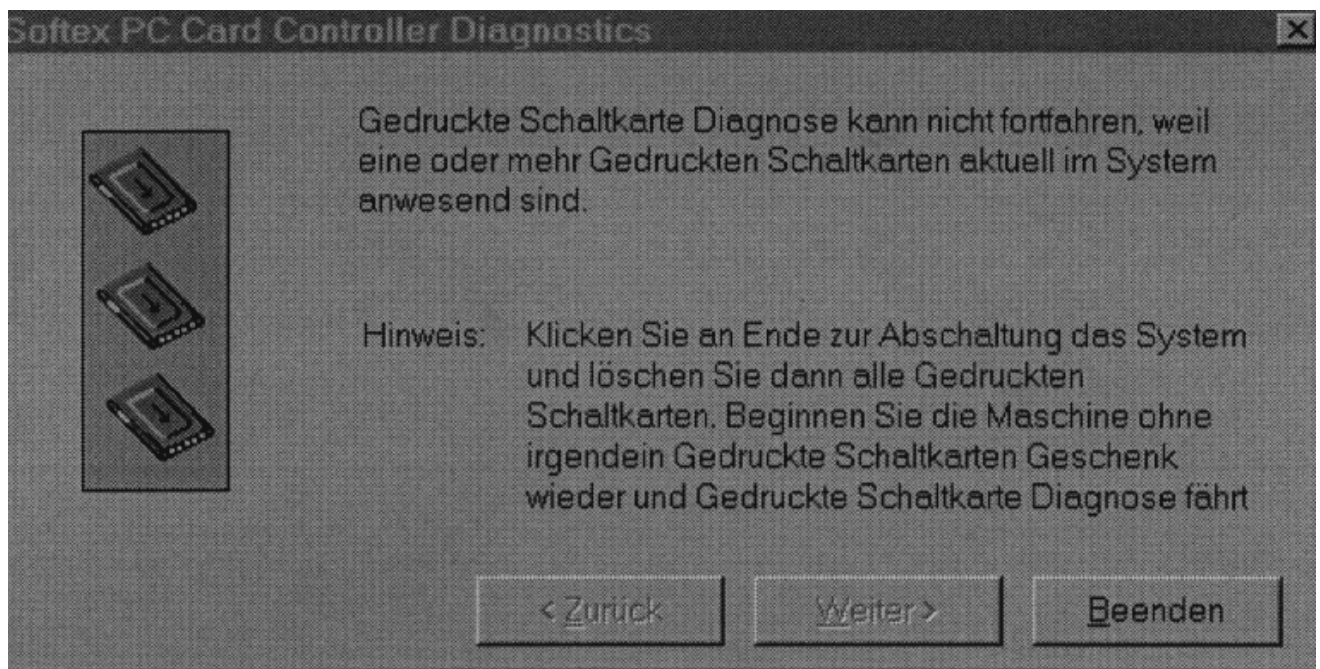 Softex PC Card Controller Diagnostics
Gedruckte Schaltkarte Diagnose kann nicht fortfahren, weil
eine oder mehr Gedruckten Schaltkarten aktuell im System
anwesend sind.
Hinweis: Klicken Sie an Ende zur Abschaltung das System
und löschen Sie dann alle Gedruckten
Schaltkarten. Beginnen Sie die Maschine ohne
irgendein Gedruckte Schaltkarten Geschenk
wieder und Gedruckte Schaltkarte Diagnose fährt
< Zurück Weiter > Beenden